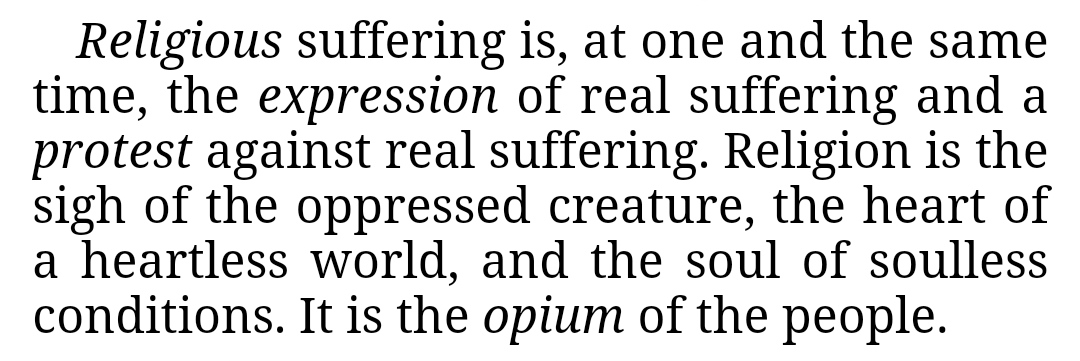 Religious suffering is, at one and the same
time, the expression of real suffering and a
protest against real suffering. Religion is the
sigh of the oppressed creature, the heart of
a heartless world, and the soul of soulless
conditions. It is the opium of the people.